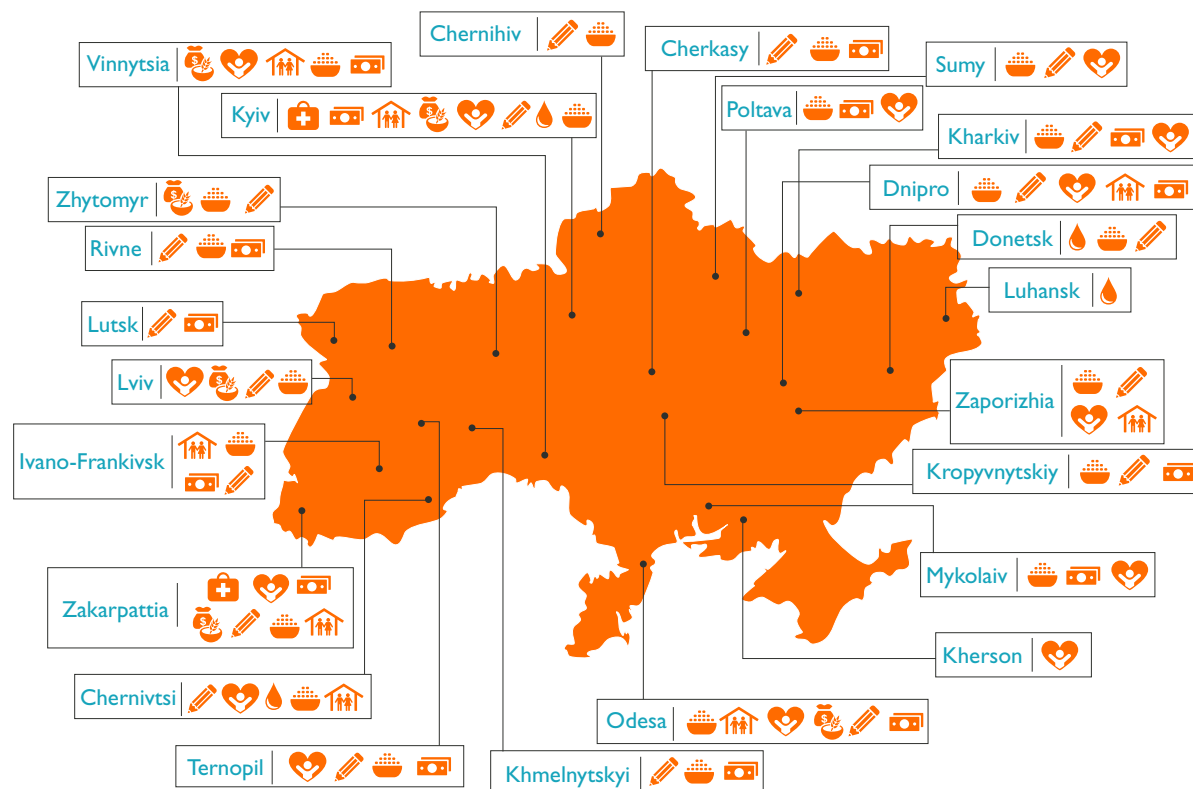 Chernihiv
Cherkasy
Sumy
Vinnytsia
Kyiv
Poltava
Kharkiv
Dnipro
Zhytomyr
Rivne
Donetsk
Luhansk
Lutsk
Lviv
Zaporizhia
Ivano-Frankivsk
Kropyvnytskiy
Mykolaiv
Zakarpattia
Kherson
Chernivtsi
Odesa
Ternopil
Khmelnytskyi